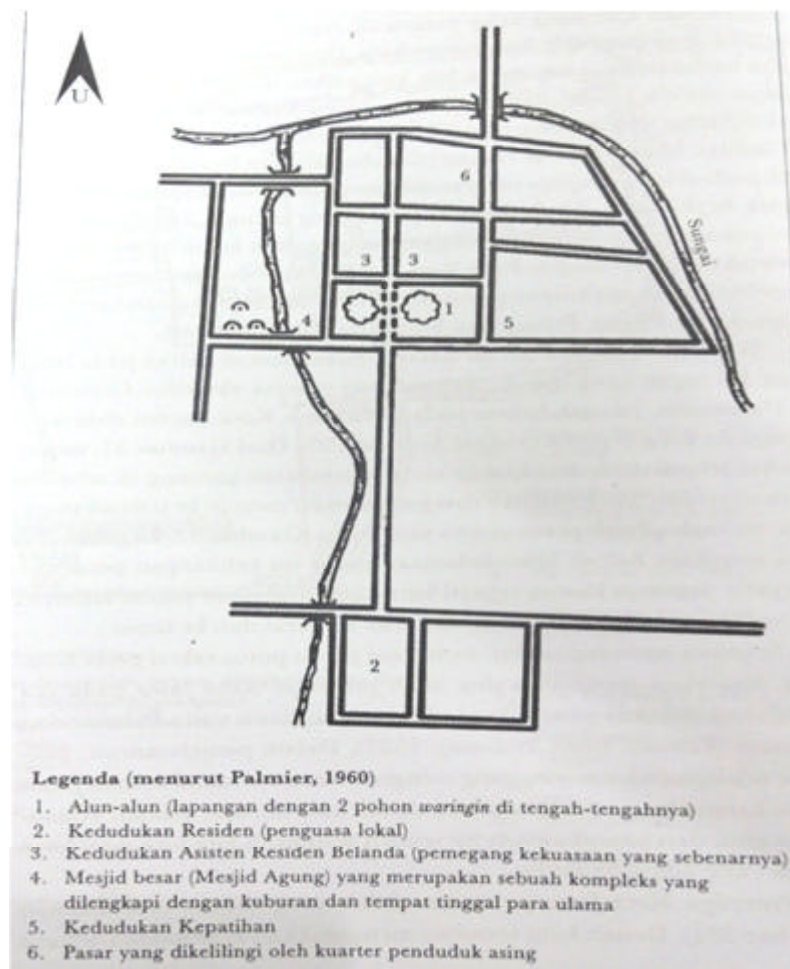 U
6
Sungai
3 3
1
4
5
2
Legenda (menurut Palmier, 1960)
1. Alun-alun (lapangan dengan 2 pohon waringin di tengah-tengahnya)
2. Kedudukan Residen (penguasa lokal)
3. Kedudukan Asisten Residen Belanda (pemegang kekuasaan yang sebenarnya)
4. Mesjid besar (Mesjid Agung) yang merupakan sebuah kompleks yang
dilengkapi dengan kuburan dan tempat tinggal para ulama
5. Kedudukan Kepatihan
6. Pasar yang dikelilingi oleh kuarter penduduk asing